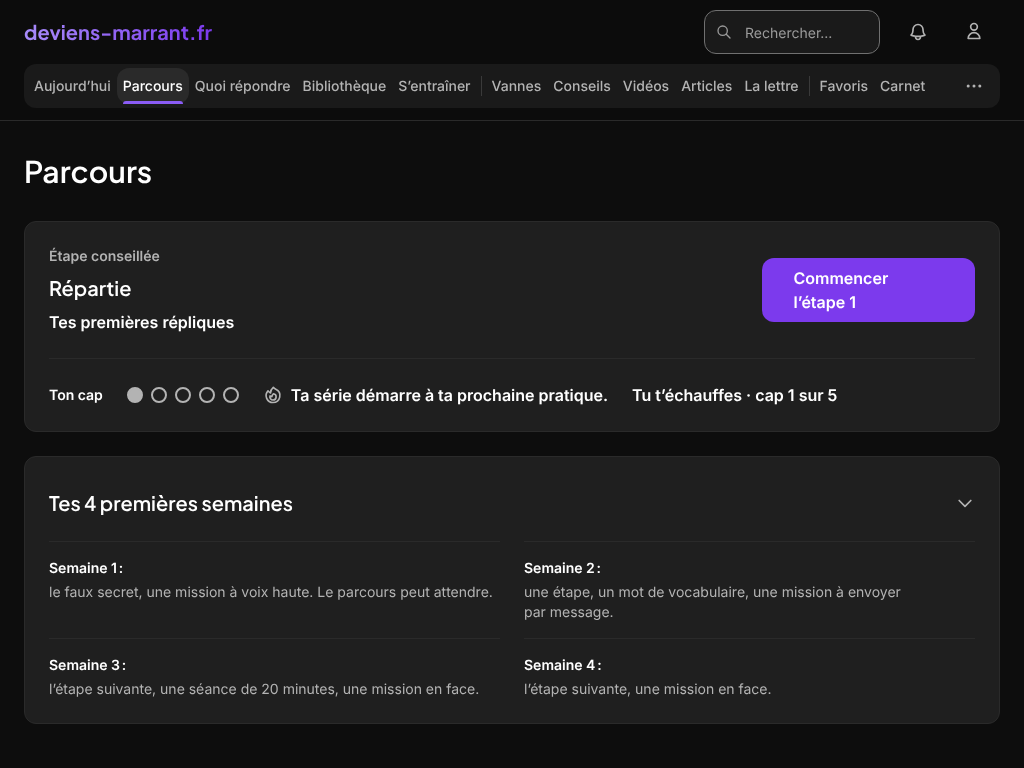 deviens-marrant.fr
Rechercher...
Aujourd’hui Parcours Quoi répondre Bibliothèque S’entraîner Vannes Conseils Vidéos Articles La lettre Favoris Carnet
Parcours
Étape conseillée
Répartie
Tes premières répliques
Commencer
l’étape 1
Ton cap
Ta série démarre à ta prochaine pratique.
Tu t’échauffes · cap 1 sur 5
Tes 4 premières semaines
Semaine 1 :
le faux secret, une mission à voix haute. Le parcours peut attendre.
Semaine 2 :
une étape, un mot de vocabulaire, une mission à envoyer
par message.
Semaine 3 :
l’étape suivante, une séance de 20 minutes, une mission en face.
Semaine 4 :
l’étape suivante, une mission en face.